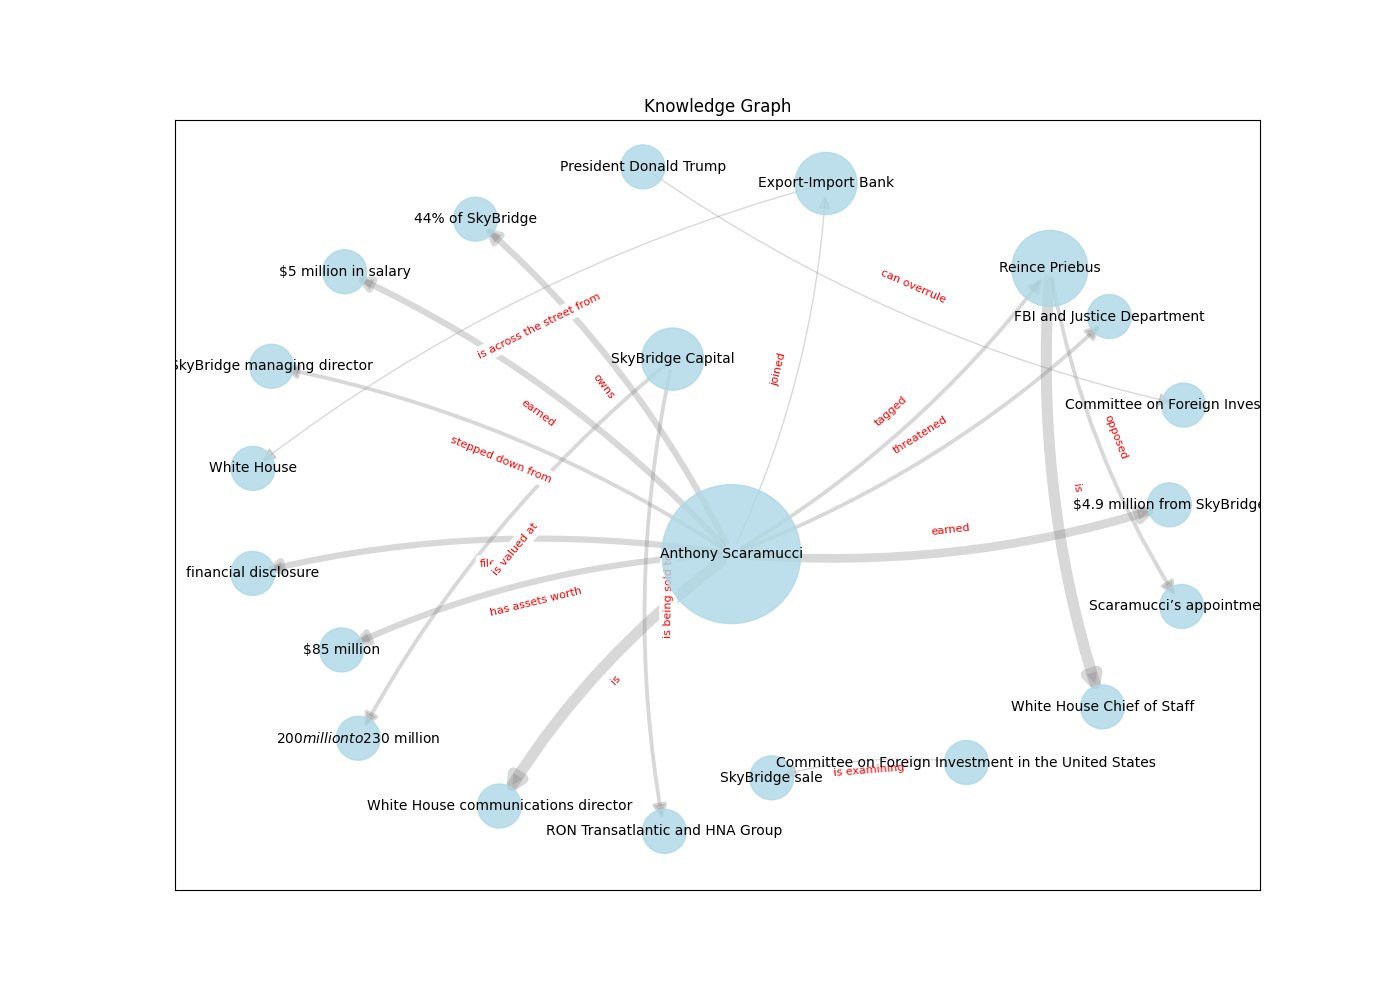 Knowledge Graph
President Donald Trump
Export-Import Bank
44% of SkyBridge
$5 million in salary
Reince Priebus
is across the street from
can overrule
FBI and Justice Department
SkyBridge Capital
SkyBridge managing director
joined
owns
earned
tagged
threatened
Committee on Foreign Inves
opposed
stepped down from
White House
is
$4.9 million from SkyBridge
earned
is valued at
Anthony Scaramucci
financial disclosure
has assets worth
is being sold
Scaramucci’s appointme
$85 million
is
White House Chief of Staff
200millionto230 million
Committee on Foreign Investment in the United States
is examining
SkyBridge sale
White House communications director
RON Transatlantic and HNA Group